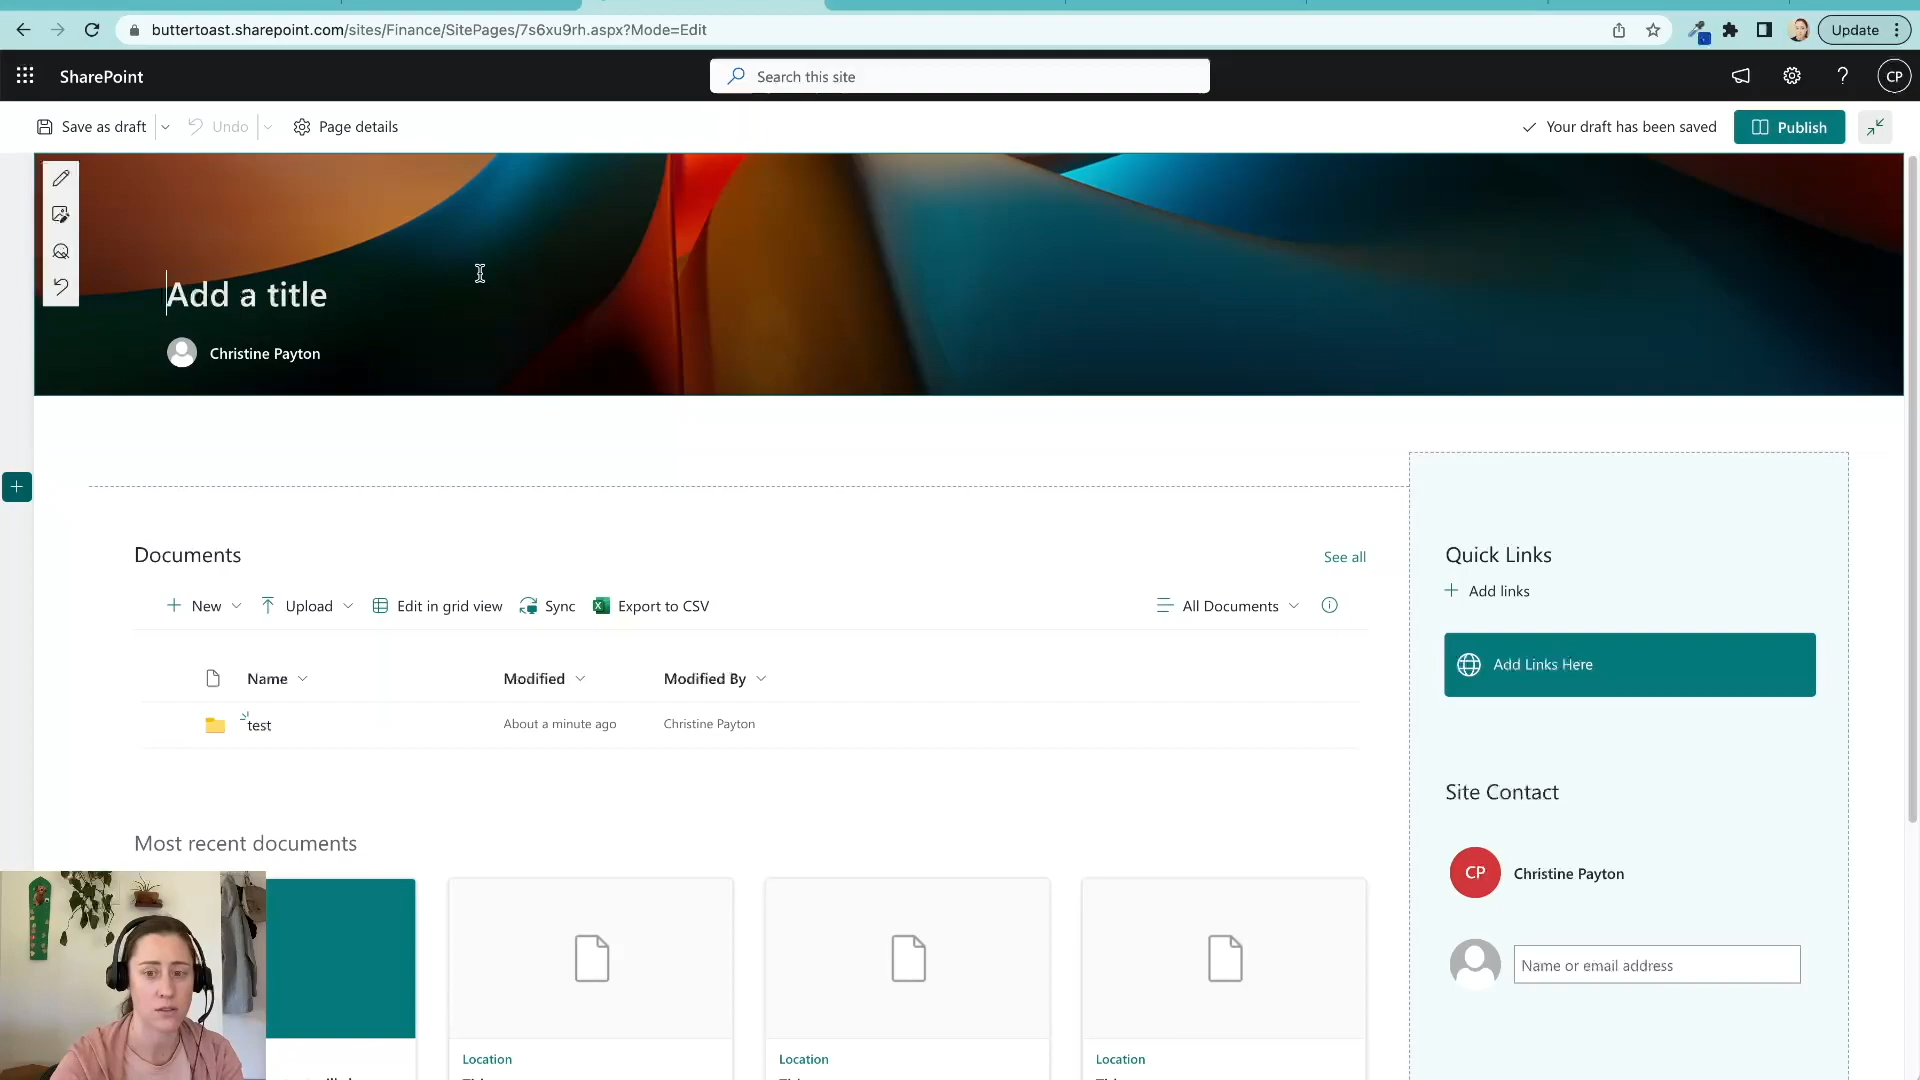 buttertoast.sharepoint.com/sites/Finance/SitePages/7s6xu9rh.aspx?Mode=Edit
Update
SharePoint
Search this site
?
CP
Save as draft
Undo
Page details
Your draft has been saved
Publish
Add a title
Christine Payton
Documents
See all
New
Upload
Edit in grid view
Sync
Export to CSV
All Documents
Name
Modified
Modified By
test
About a minute ago
Christine Payton
Most recent documents
Location
Location
Location
Quick Links
Add links
Add Links Here
Site Contact
CP
Christine Payton
Name or email address